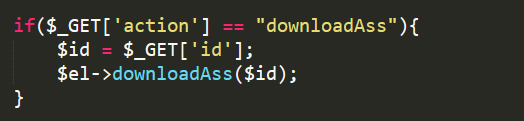 if($_GET['action'] == "downloadAss"){
    $id = $_GET['id'];
    $el->downloadAss($id);
}